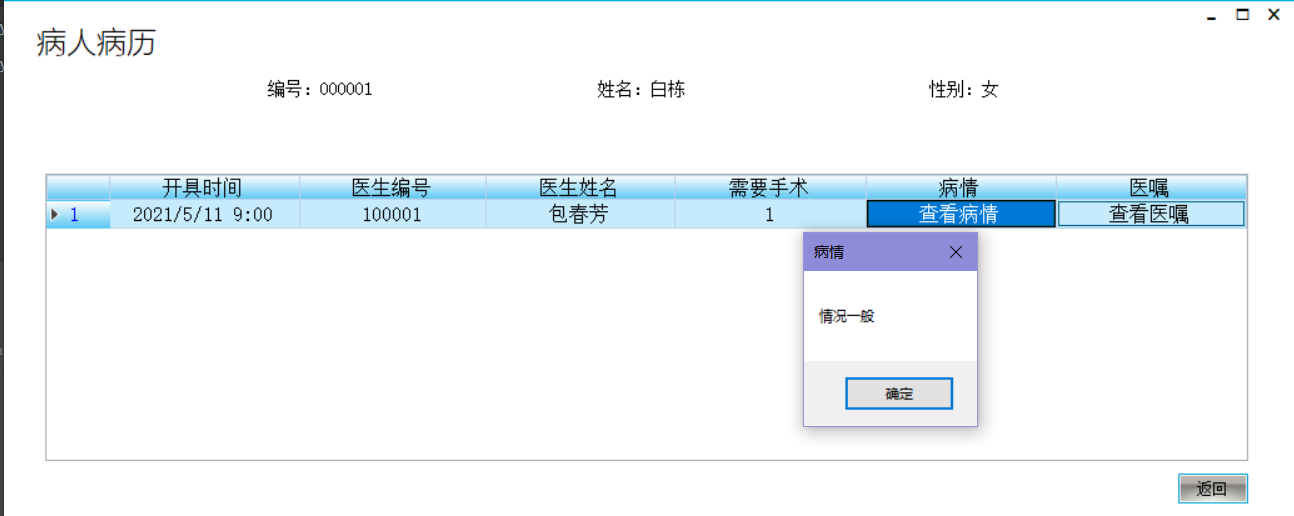 病人病历
编号：000001 姓名：白栋 性别：女
开具时间 医生编号 医生姓名 需要手术 病情 医嘱
1 2021/5/11 9:00 100001 包春芳 1 查看病情 查看医嘱
病情
情况一般
确定
返回